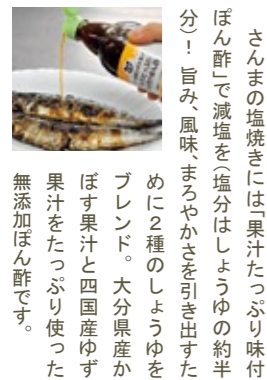 さんまの塩焼きには「果汁たっぷり味付
ぽん酢」で減塩を（塩分はしょうゆの約半
分）！ 旨み、風味、まろやかさを引き出すた
めに２種のしょうゆを
ブレンド。大分県産か
ぼす果汁と四国産ゆず
果汁をたっぷり使った
無添加ぽん酢です。